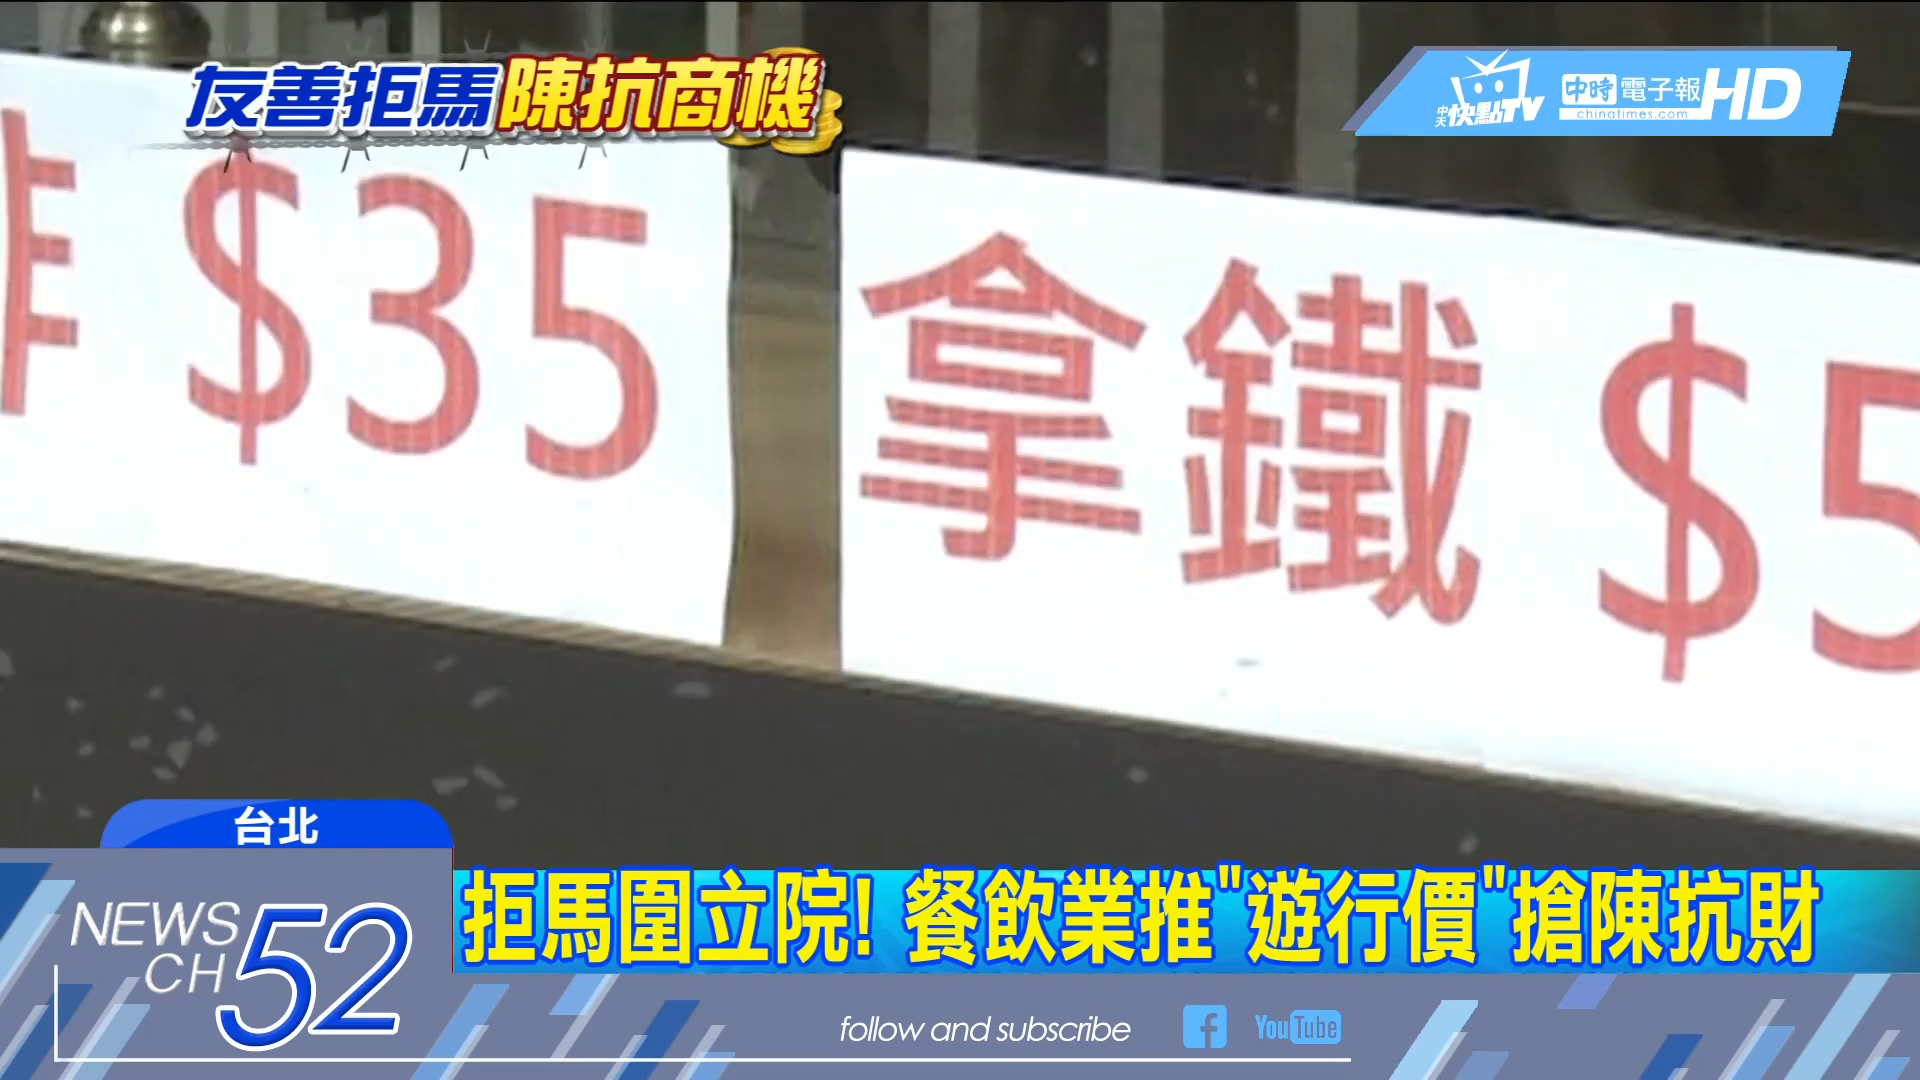 友善拒馬陳抗商機
中天快點TV 中時電子報 HD
chinatimes.com
$35
拿鐵 $5
台北
拒馬圍立院! 餐飲業推"遊行價"搶陳抗財
NEWS
CH
52
follow and subscribe
YouTube